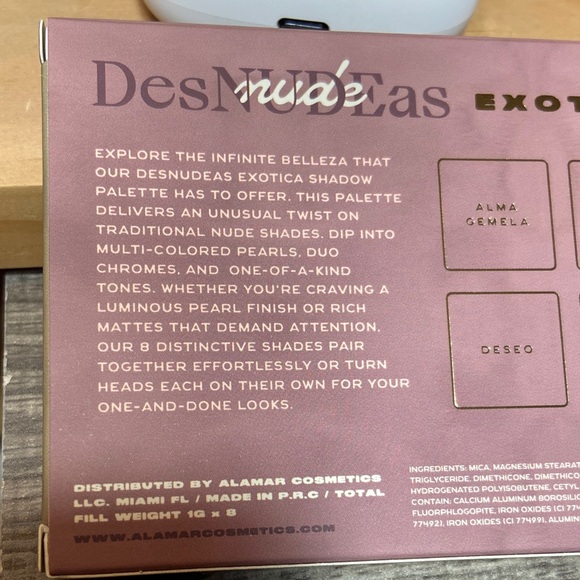 DesNUDEas
nude
EXOT
EXPLORE THE INFINITE BELLEZA THAT
OUR DESNUDEAS EXOTICA SHADOW
PALETTE HAS TO OFFER. THIS PALETTE
DELIVERS AN UNUSUAL TWIST ON
TRADITIONAL NUDE SHADES. DIP INTO
MULTI-COLORED PEARLS, DUO
CHROMES, AND ONE-OF-A-KIND
TONES. WHETHER YOU'RE CRAVING A
LUMINOUS PEARL FINISH OR RICH
MATTES THAT DEMAND ATTENTION,
OUR 8 DISTINCTIVE SHADES PAIR
TOGETHER EFFORTLESSLY OR TURN
HEADS EACH ON THEIR OWN FOR YOUR
ONE-AND-DONE LOOKS.
ALMA
GEMELA
DESEO
DISTRIBUTED BY ALAMAR COSMETICS
LLC. MIAMI FL / MADE IN P.R.C / TOTAL
FILL WEIGHT 1G x 8
WWW.ALAMARCOSMETICS.COM
INGREDIENTS: MICA, MAGNESIUM STEARAT
TRIGLYCERIDE, DIMETHICONE, DIMETHICO
HYDROGENATED POLYISOBUTENE, CETYL
CONTAIN: CALCIUM ALUMINUM BOROSILIC
FLUORPHLOGOPITE, IRON OXIDES (CI 774
77492), IRON OXIDES (CI 77499), ALUMIN